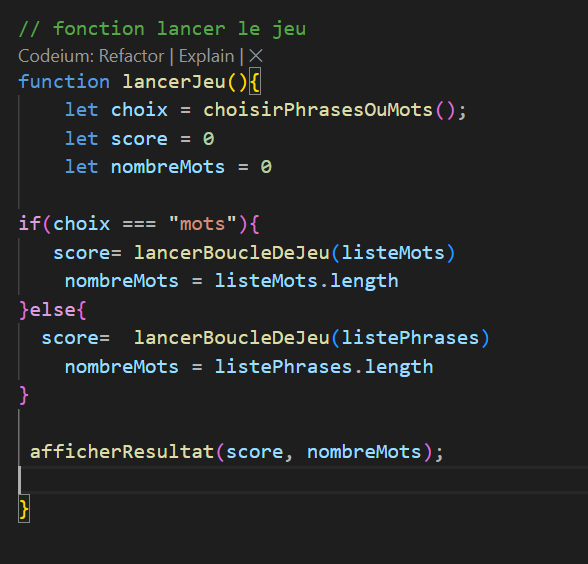 // fonction lancer le jeu
Codeium: Refactor | Explain | ×
function lancerJeu(){
let choix = choisirPhrasesOuMots();
let score = 0
let nombreMots = 0
if(choix === "mots"){
score= lancerBoucleDeJeu(listeMots)
nombreMots = listeMots.length
}else{
score=  lancerBoucleDeJeu(listePhrases)
nombreMots = listePhrases.length
}
afficherResultat(score, nombreMots);
}